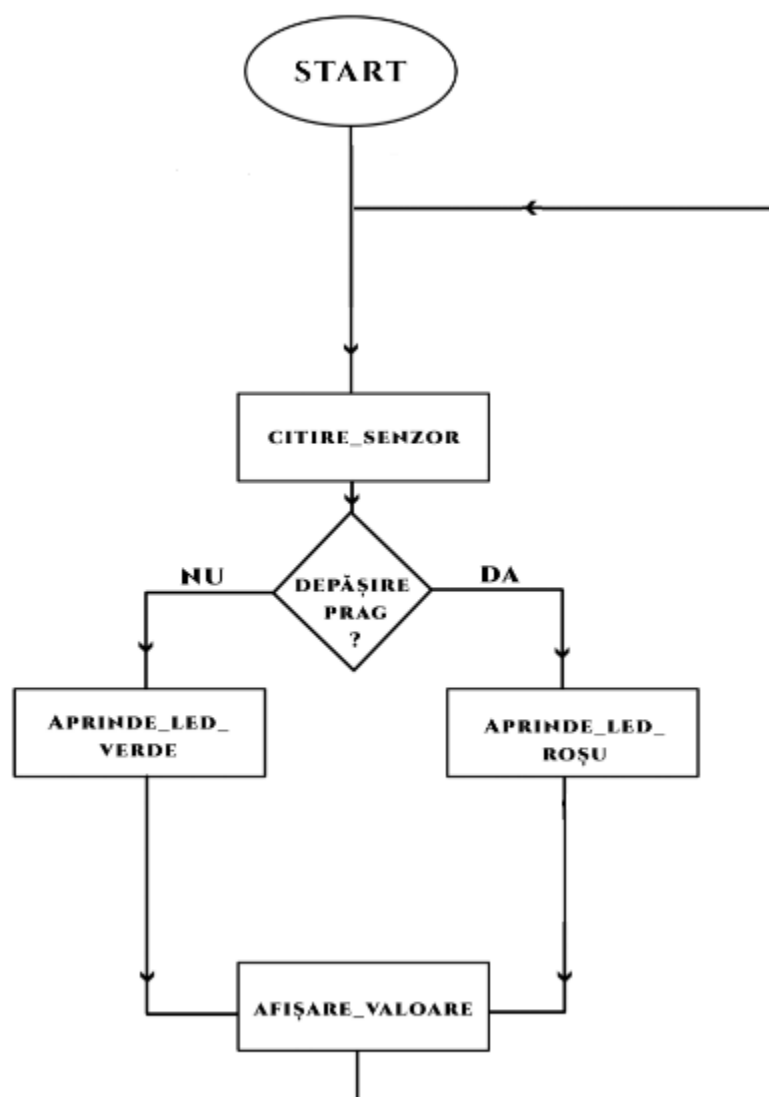 START
CITIRE_SENZOR
NU
DA
DEPĂȘIRE
PRAG
?
APRINDE_LED_
VERDE
APRINDE_LED_
ROȘU
AFIȘARE_VALOARE